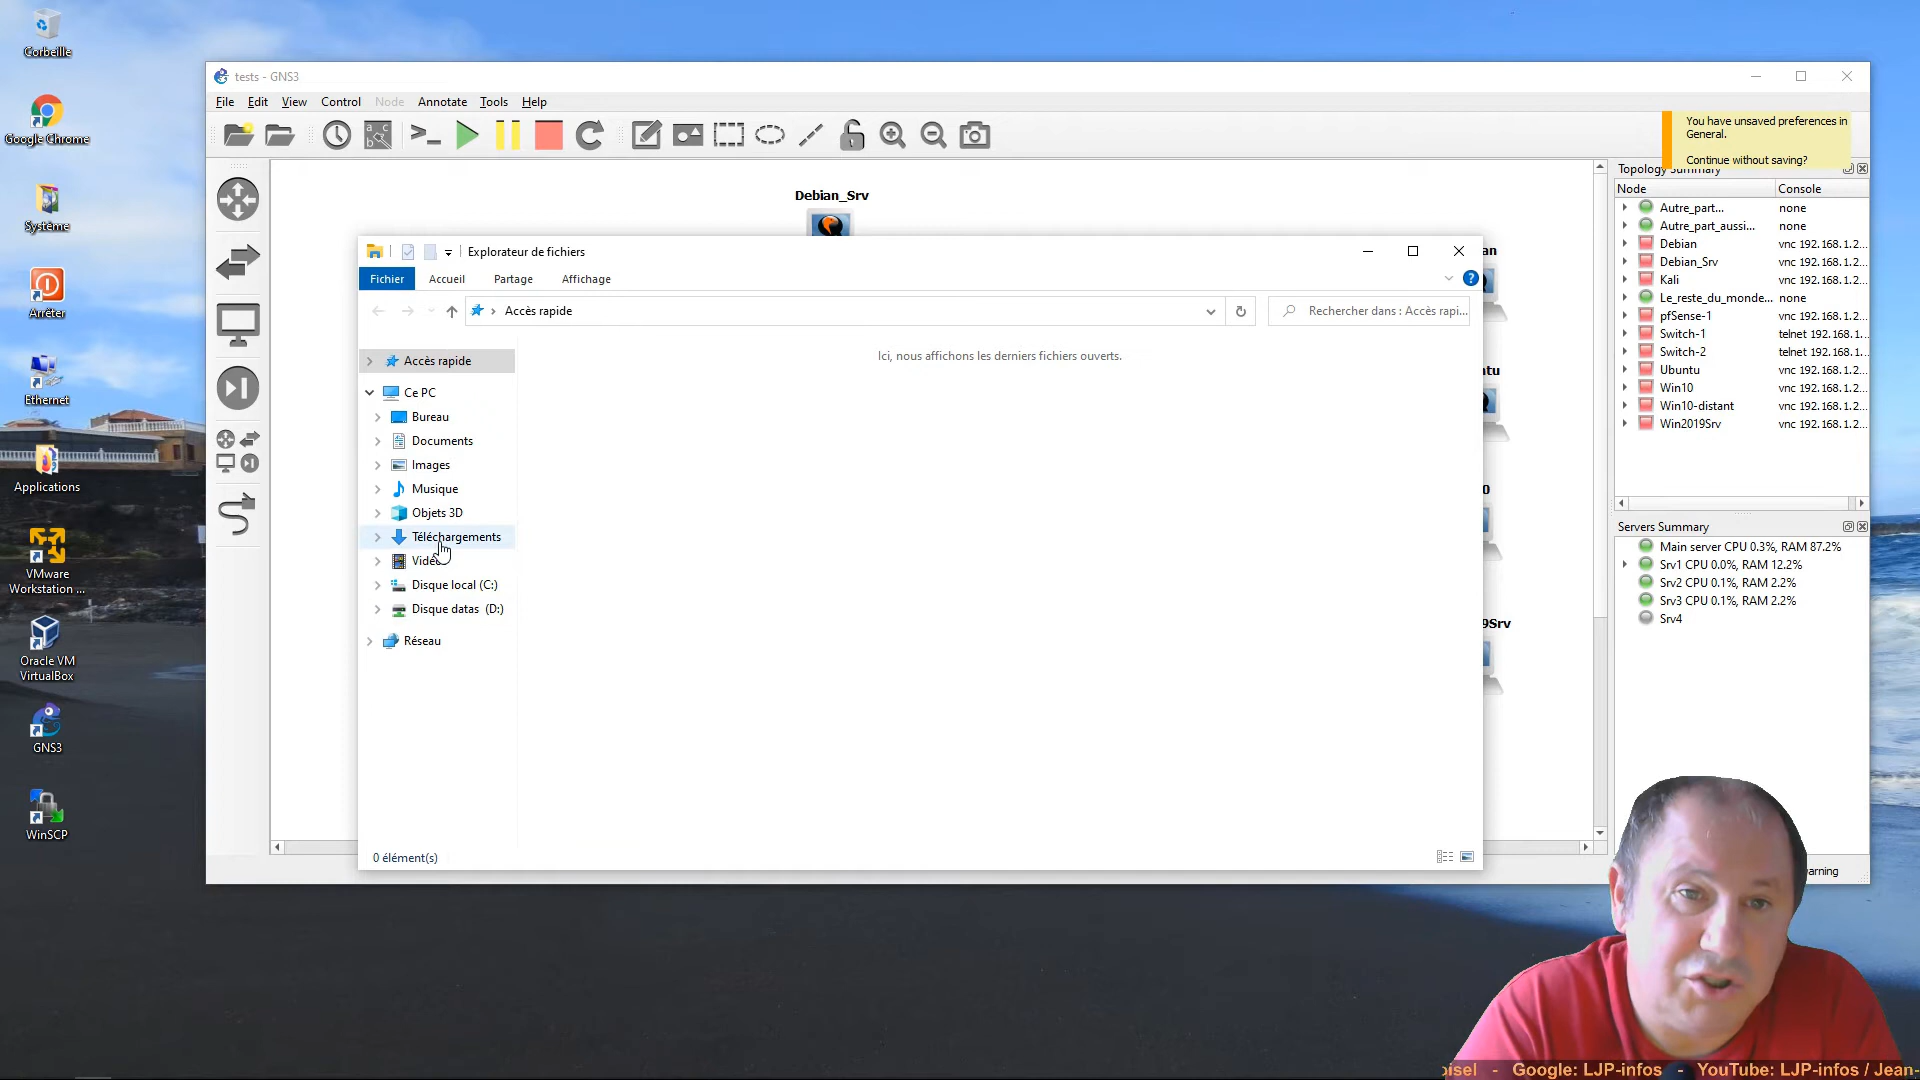 Corbeille
Google Chrome
Système
Arrêter
Ethernet
Applications
VMware
Workstation ...
Oracle VM
VirtualBox
GNS3
WinSCP
tests - GNS3
File Edit View Control Node Annotate Tools Help
You have unsaved preferences in
General.
Continue without saving?
Debian_Srv
Explorateur de fichiers
Fichier Accueil Partage Affichage
Accès rapide
Rechercher dans : Accès rapi...
Accès rapide
Ce PC
Bureau
Documents
Images
Musique
Objets 3D
Téléchargements
Disque local (C:)
Disque datas (D:)
Réseau
Ici, nous affichons les derniers fichiers ouverts.
0 élément(s)
an
tu
0
9Srv
Topology Summary
Node Console
Autre_part... none
Autre_part_aussi... none
Debian vnc 192.168.1.2...
Debian_Srv vnc 192.168.1.2...
Kali vnc 192.168.1.2...
Le_reste_du_monde... none
pfSense-1 vnc 192.168.1.2...
Switch-1 telnet 192.168.1...
Switch-2 telnet 192.168.1...
Ubuntu vnc 192.168.1.2...
Win10 vnc 192.168.1.2...
Win10-distant vnc 192.168.1.2...
Win2019Srv vnc 192.168.1.2...
Servers Summary
Main server CPU 0.3%, RAM 87.2%
Srv1 CPU 0.0%, RAM 12.2%
Srv2 CPU 0.1%, RAM 2.2%
Srv3 CPU 0.1%, RAM 2.2%
Srv4
arning
oisel - Google: LJP-infos - YouTube: LJP-infos / Jean-